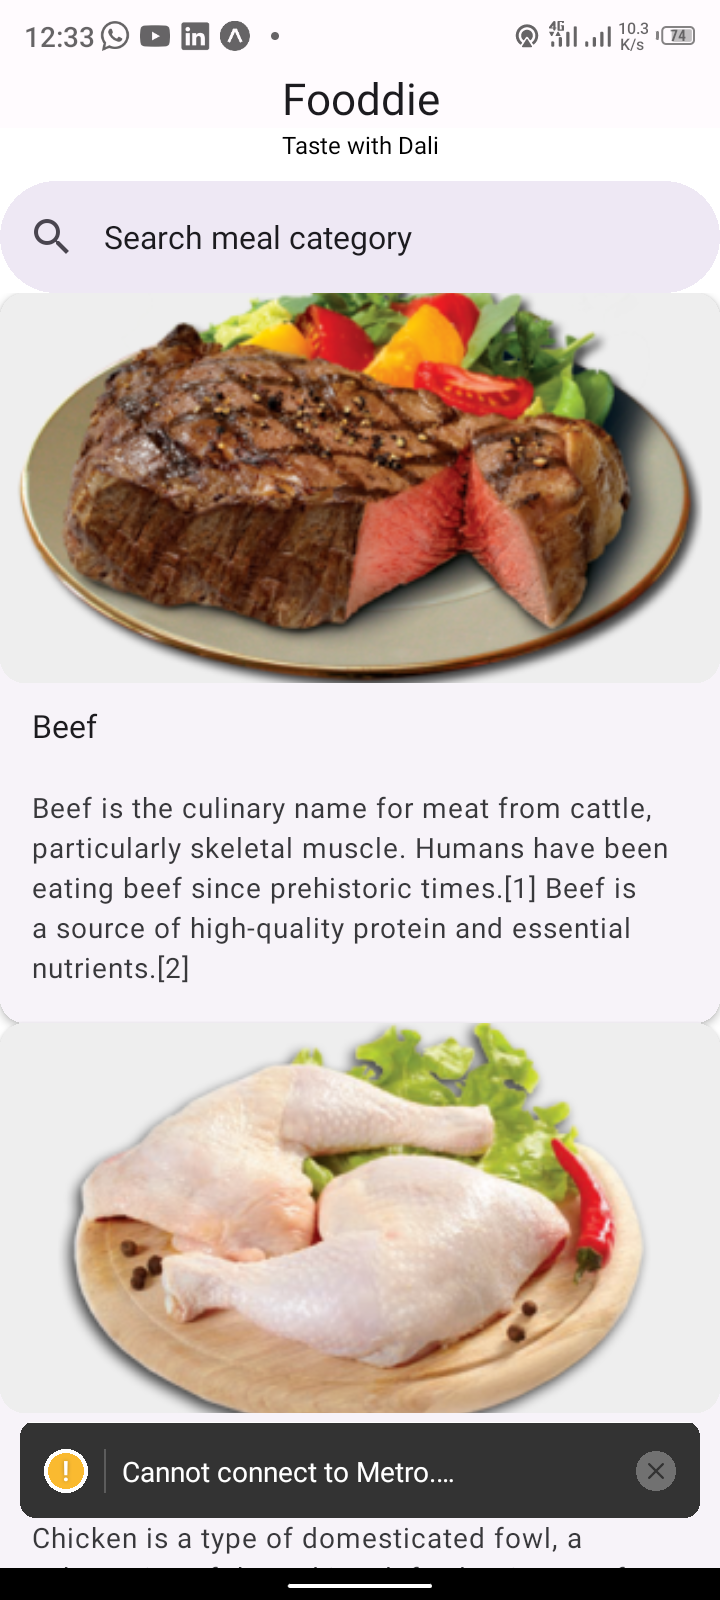 12:33
4G
10.3
K/s
74
Fooddie
Taste with Dali
Search meal category
Beef
Beef is the culinary name for meat from cattle,
particularly skeletal muscle. Humans have been
eating beef since prehistoric times.[1] Beef is
a source of high-quality protein and essential
nutrients.[2]
Cannot connect to Metro....
Chicken is a type of domesticated fowl, a